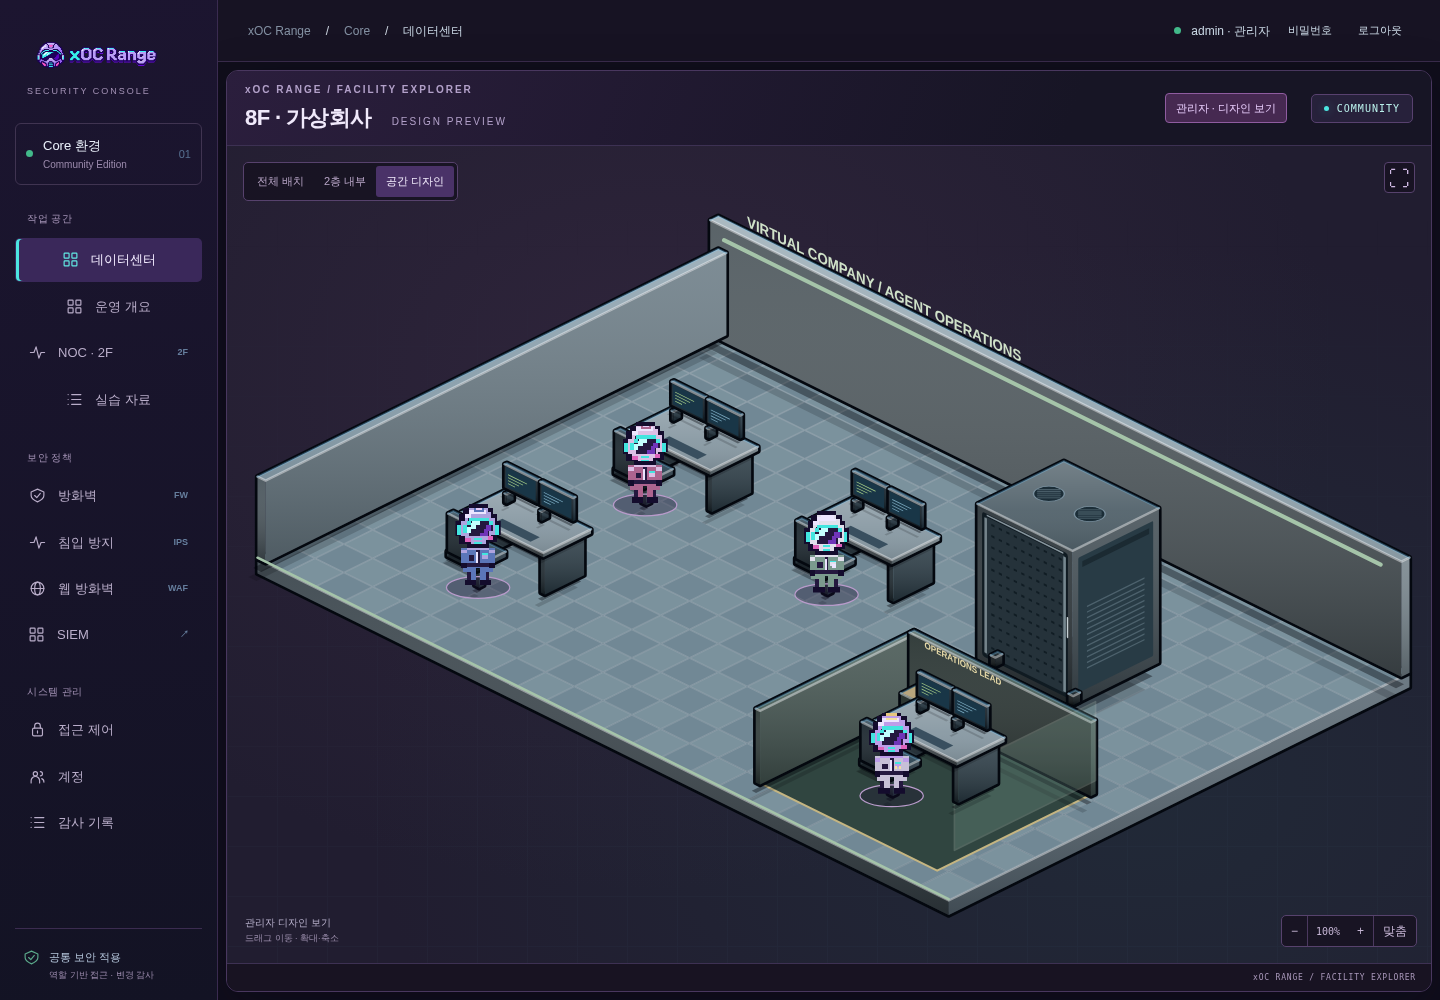 xOC Range
SECURITY CONSOLE
Core 환경
Community Edition
01
작업 공간
데이터센터
운영 개요
NOC · 2F
2F
실습 자료
보안 정책
방화벽
FW
침입 방지
IPS
웹 방화벽
WAF
SIEM
↗
시스템 관리
접근 제어
계정
감사 기록
공통 보안 적용
역할 기반 접근 · 변경 감사
xOC Range / Core / 데이터센터
admin · 관리자
비밀번호
로그아웃
xOC RANGE / FACILITY EXPLORER
8F · 가상회사
DESIGN PREVIEW
관리자 · 디자인 보기
COMMUNITY
전체 배치
2층 내부
공간 디자인
VIRTUAL COMPANY / AGENT OPERATIONS
OPERATIONS LEAD
관리자 디자인 보기
드래그 이동 · 확대·축소
− 100% + 맞춤
xOC RANGE / FACILITY EXPLORER